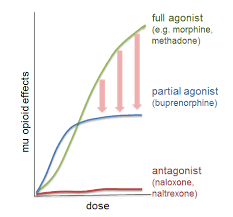 full agonist
(e.g. morphine,
methadone)
partial agonist
(buprenorphine)
antagonist
(naloxone,
naltrexone)
mu opioid effects
dose